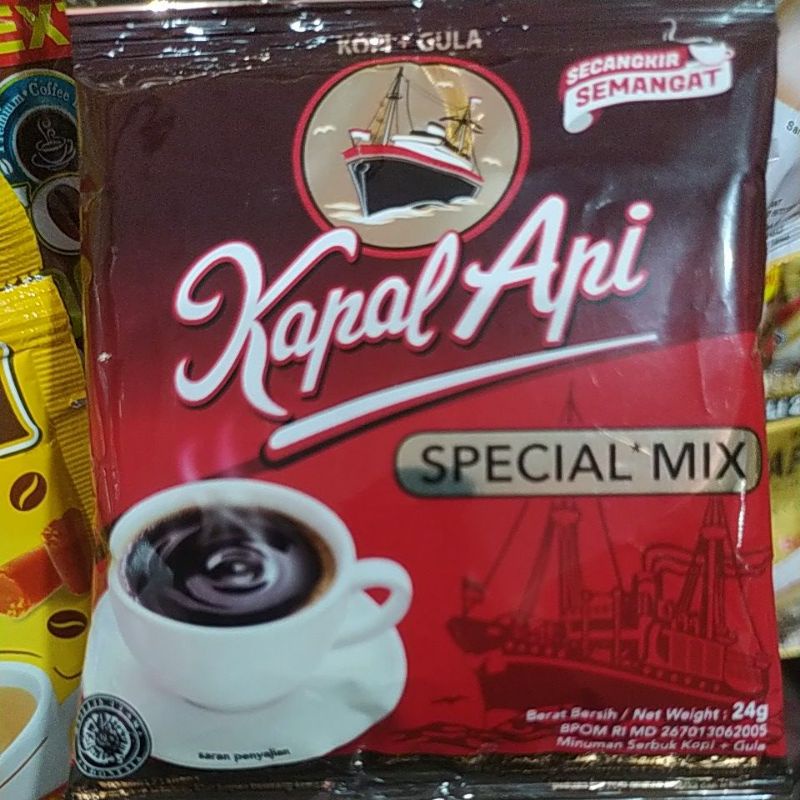 KOPI + GULA
SECANGKIR
SEMANGAT
Kapal Api
SPECIAL* MIX
Berat Bersih / Net Weight : 24g
BPOM RI MD 267013062005
Minuman Serbuk Kopi + Gula
saran penyajian
EX
Coffee